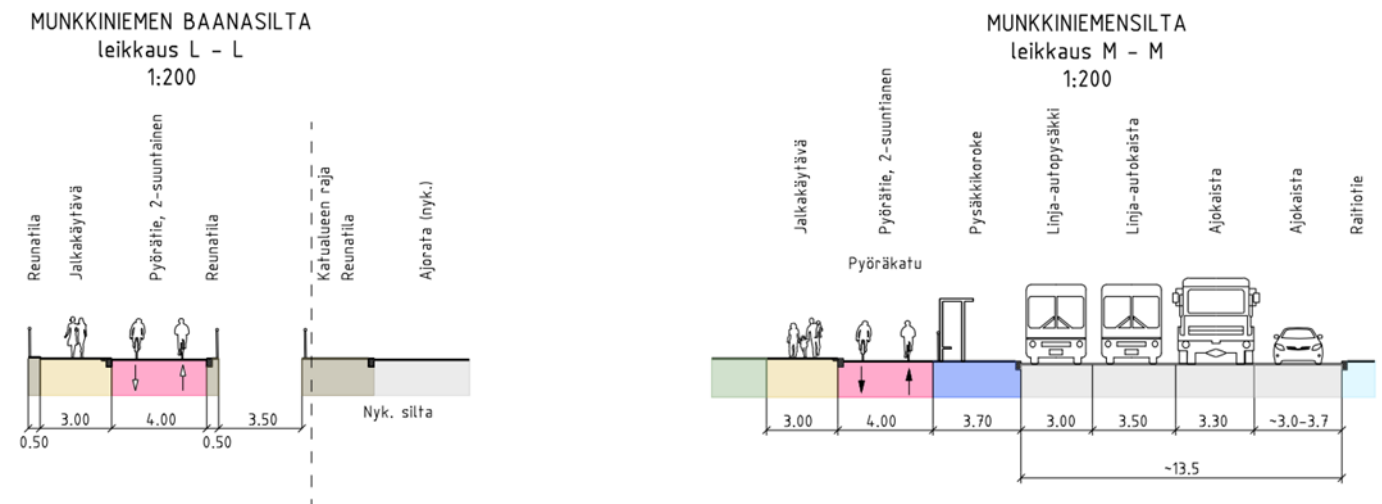 MUNKKINIEMEN BAANASILTA
leikkaus L - L
1:200
Reunatila
Jalkakäytävä
Pyörätie, 2-suuntainen
Reunatila
Katualueen raja
Reunatila
Ajorata (nyk.)
Nyk. silta
3.00
4.00
3.50
0.50
0.50
MUNKKINIEMENSILTA
leikkaus M - M
1:200
Jalkakäytävä
Pyörätie, 2-suuntianen
Pysäkkikoroke
Linja-autopysäkki
Linja-autokaista
Ajokaista
Ajokaista
Raitiotie
Pyöräkatu
3.00
4.00
3.70
3.00
3.50
3.30
~3.0-3.7
~13.5